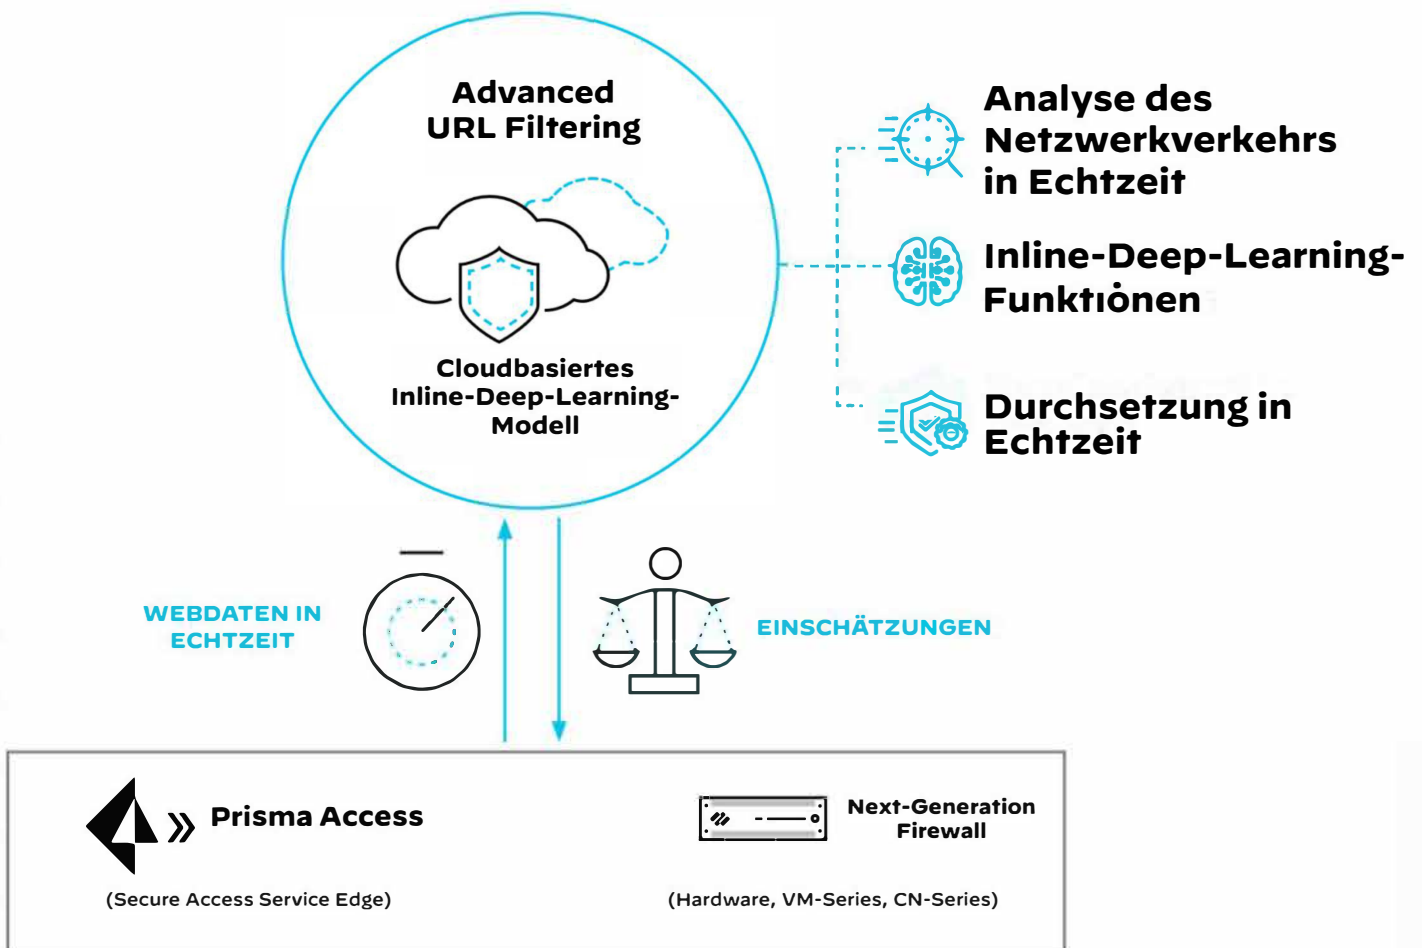 Advanced
URL Filtering
Cloudbasiertes
Inline-Deep-Learning-
Modell
Analyse des
Netzwerkverkehrs
in Echtzeit
Inline-Deep-Learning-
Funktıȯnen
Durchsetzung in
Echtzeit
WEBDATEN IN
ECHTZEIT
EINSCHÄTZUNGEN
Prisma Access
(Secure Access Service Edge)
Next-Generation
Firewall
(Hardware, VM-Series, CN-Series)